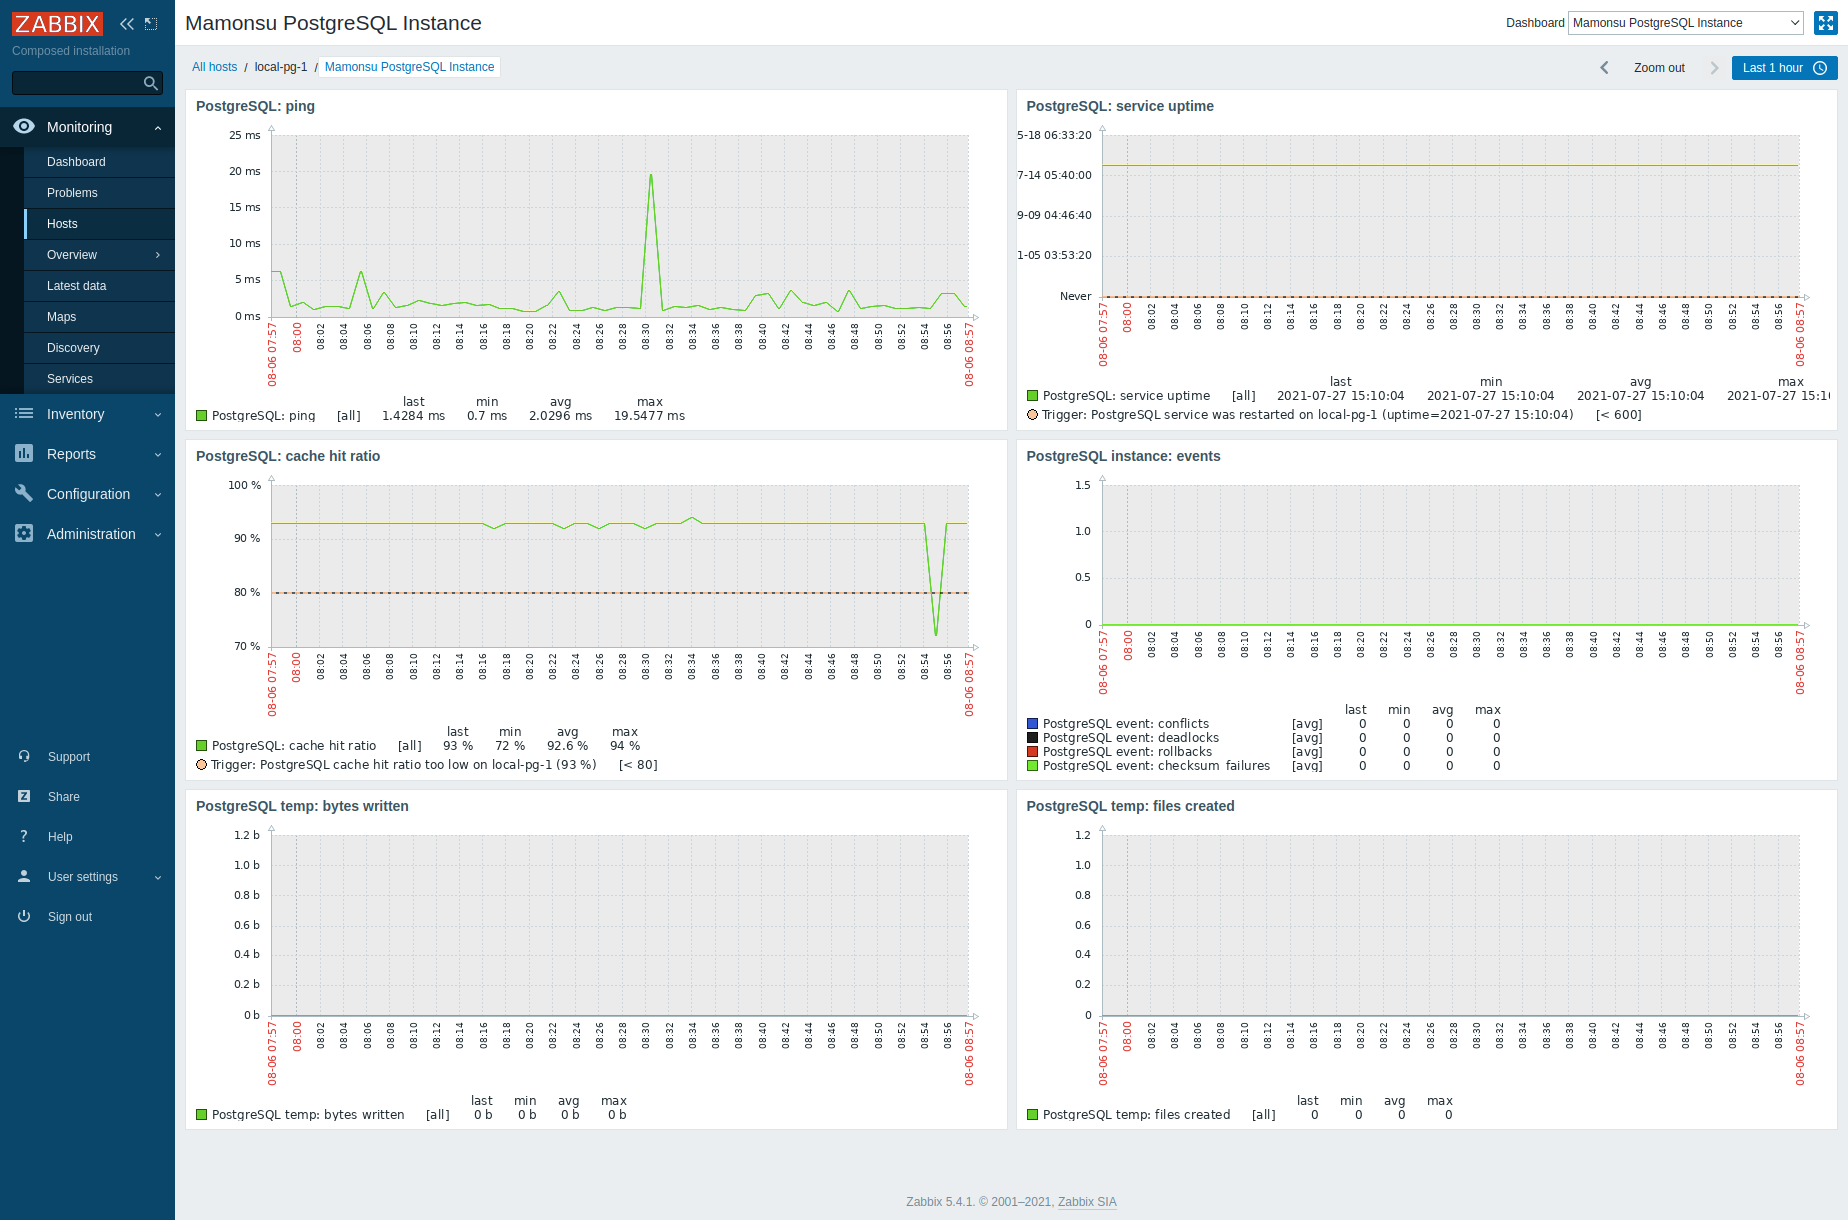 ZABBIX
Composed installation
Monitoring
Dashboard
Problems
Hosts
Overview
Latest data
Maps
Discovery
Services
Inventory
Reports
Configuration
Administration
Support
Share
Help
User settings
Sign out
Mamonsu PostgreSQL Instance
Dashboard Mamonsu PostgreSQL Instance
All hosts / local-pg-1 / Mamonsu PostgreSQL Instance
Zoom out
Last 1 hour
PostgreSQL: ping
25 ms
20 ms
15 ms
10 ms
5 ms
0 ms
08-06 07:57 08:00 08:02 08:04 08:06 08:08 08:10 08:12 08:14 08:16 08:18 08:20 08:22 08:24 08:26 08:28 08:30 08:32 08:34 08:36 08:38 08:40 08:42 08:44 08:46 08:48 08:50 08:52 08:54 08:56 08-06 08:57
last min avg max
PostgreSQL: ping [all] 1.4284 ms 0.7 ms 2.0296 ms 19.5477 ms
PostgreSQL: service uptime
5-18 06:33:20
7-14 05:40:00
9-09 04:46:40
1-05 03:53:20
Never
08-06 07:57 08:00 08:02 08:04 08:06 08:08 08:10 08:12 08:14 08:16 08:18 08:20 08:22 08:24 08:26 08:28 08:30 08:32 08:34 08:36 08:38 08:40 08:42 08:44 08:46 08:48 08:50 08:52 08:54 08:56 08-06 08:57
last min avg max
PostgreSQL: service uptime [all] 2021-07-27 15:10:04 2021-07-27 15:10:04 2021-07-27 15:10:04 2021-07-27 15:1
Trigger: PostgreSQL service was restarted on local-pg-1 (uptime=2021-07-27 15:10:04) [< 600]
PostgreSQL: cache hit ratio
100 %
90 %
80 %
70 %
08-06 07:57 08:00 08:02 08:04 08:06 08:08 08:10 08:12 08:14 08:16 08:18 08:20 08:22 08:24 08:26 08:28 08:30 08:32 08:34 08:36 08:38 08:40 08:42 08:44 08:46 08:48 08:50 08:52 08:54 08:56 08-06 08:57
last min avg max
PostgreSQL: cache hit ratio [all] 93 % 72 % 92.6 % 94 %
Trigger: PostgreSQL cache hit ratio too low on local-pg-1 (93 %) [< 80]
PostgreSQL instance: events
1.5
1.0
0.5
0
08-06 07:57 08:00 08:02 08:04 08:06 08:08 08:10 08:12 08:14 08:16 08:18 08:20 08:22 08:24 08:26 08:28 08:30 08:32 08:34 08:36 08:38 08:40 08:42 08:44 08:46 08:48 08:50 08:52 08:54 08:56 08-06 08:57
last min avg max
PostgreSQL event: conflicts [avg] 0 0 0 0
PostgreSQL event: deadlocks [avg] 0 0 0 0
PostgreSQL event: rollbacks [avg] 0 0 0 0
PostgreSQL event: checksum_failures [avg] 0 0 0 0
PostgreSQL temp: bytes written
1.2 b
1.0 b
0.8 b
0.6 b
0.4 b
0.2 b
0 b
08-06 07:57 08:00 08:02 08:04 08:06 08:08 08:10 08:12 08:14 08:16 08:18 08:20 08:22 08:24 08:26 08:28 08:30 08:32 08:34 08:36 08:38 08:40 08:42 08:44 08:46 08:48 08:50 08:52 08:54 08:56 08-06 08:57
last min avg max
PostgreSQL temp: bytes written [all] 0 b 0 b 0 b 0 b
PostgreSQL temp: files created
1.2
1.0
0.8
0.6
0.4
0.2
0
08-06 07:57 08:00 08:02 08:04 08:06 08:08 08:10 08:12 08:14 08:16 08:18 08:20 08:22 08:24 08:26 08:28 08:30 08:32 08:34 08:36 08:38 08:40 08:42 08:44 08:46 08:48 08:50 08:52 08:54 08:56 08-06 08:57
last min avg max
PostgreSQL temp: files created [all] 0 0 0 0
Zabbix 5.4.1. © 2001–2021, Zabbix SIA